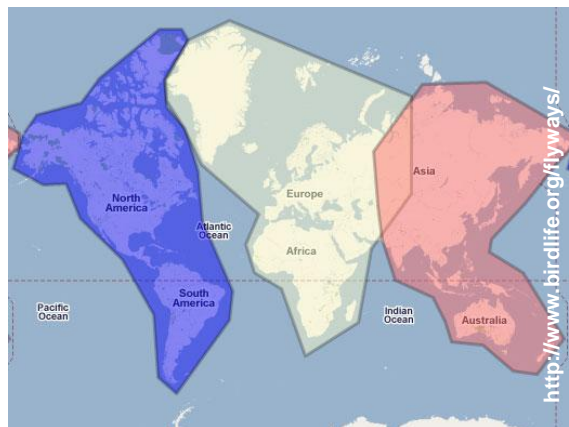 North
America
Atlantic
Ocean
Europe
Asia
Africa
Pacific
Ocean
South
America
Indian
Ocean
Australia
http://www.birdlife.org/flyways/